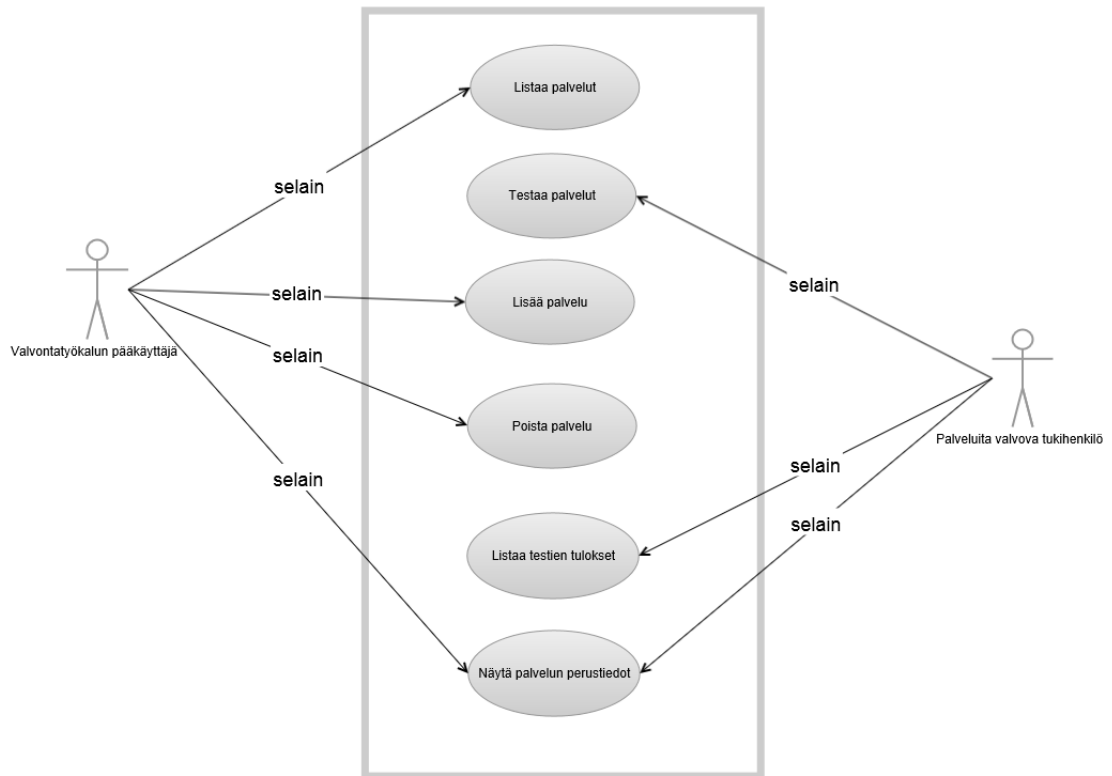 Listaa palvelut
selain
Testaa palvelut
selain
selain
Lisää palvelu
Valvontatyökalun pääkäyttäjä
selain
Poista palvelu
Palveluita valvova tukihenkilö
selain
selain
selain
Listaa testien tulokset
Näytä palvelun perustiedot